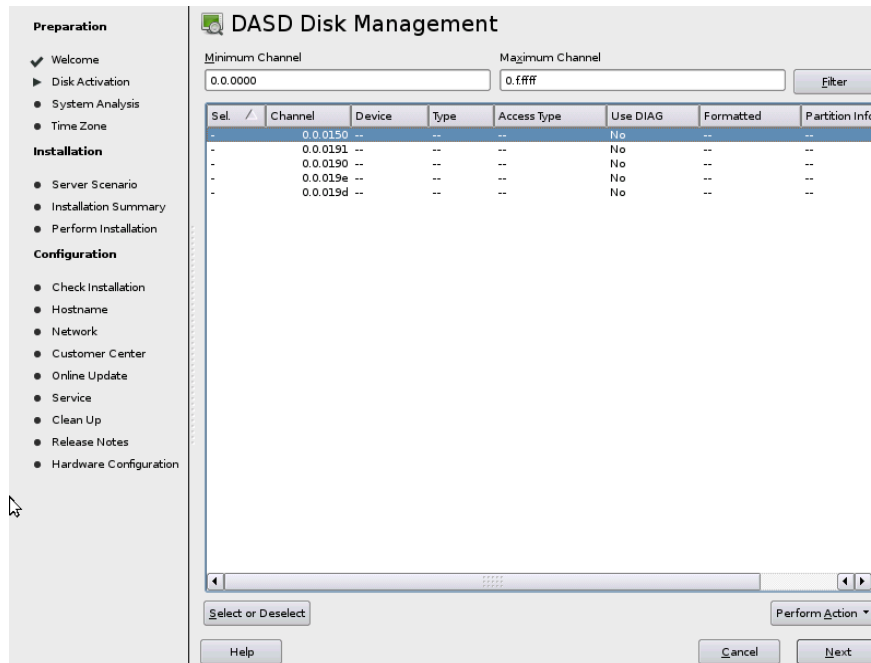 Preparation
Welcome
Disk Activation
System Analysis
Time Zone
Installation
Server Scenario
Installation Summary
Perform Installation
Configuration
Check Installation
Hostname
Network
Customer Center
Online Update
Service
Clean Up
Release Notes
Hardware Configuration
DASD Disk Management
Minimum Channel Maximum Channel
0.0.0000 0.f.ffff Filter
Sel. Channel Device Type Access Type Use DIAG Formatted Partition Info
- 0.0.0150 -- -- -- No -- --
- 0.0.0191 -- -- -- No -- --
- 0.0.0190 -- -- -- No -- --
- 0.0.019e -- -- -- No -- --
- 0.0.019d -- -- -- No -- --
Select or Deselect Perform Action
Help Cancel Next